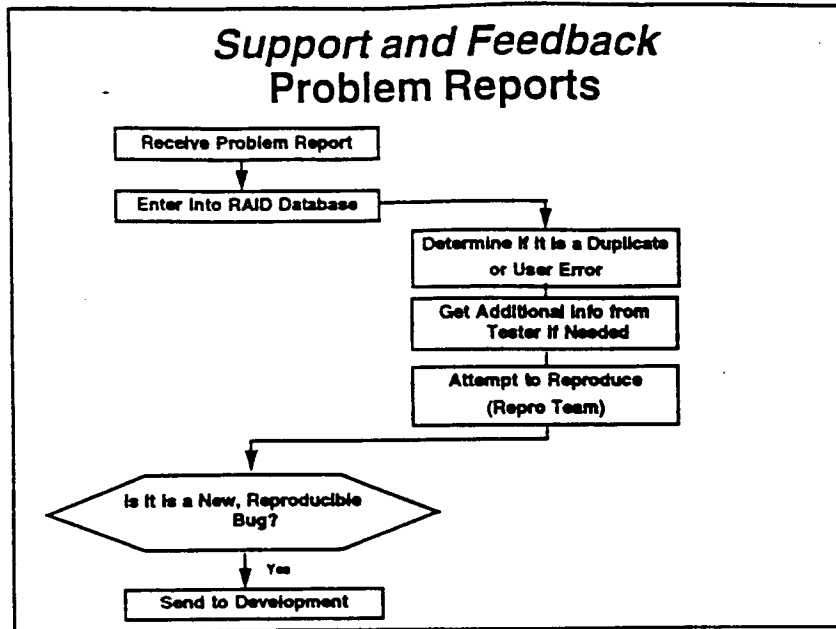 Support and Feedback
Problem Reports
Receive Problem Report
Enter Into RAID Database
Determine If It is a Duplicate
or User Error
Get Additional Info from
Tester If Needed
Attempt to Reproduce
(Repro Team)
Is It is a New, Reproducible
Bug?
Yes
Send to Development